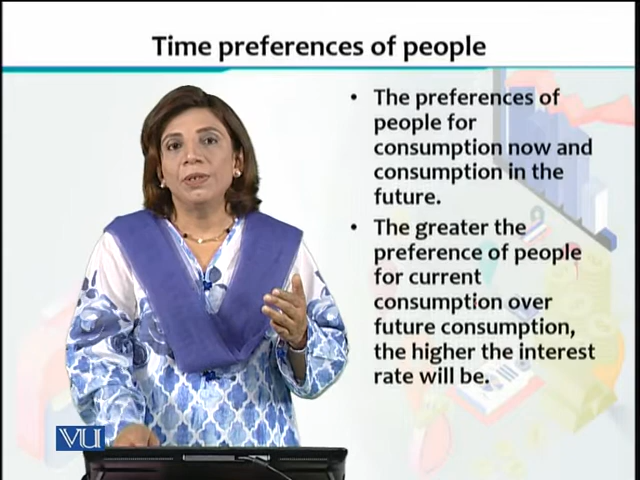 Time preferences of people
• The preferences of
people for
consumption now and
consumption in the
future.
• The greater the
preference of people
for current
consumption over
future consumption,
the higher the interest
rate will be.
VU